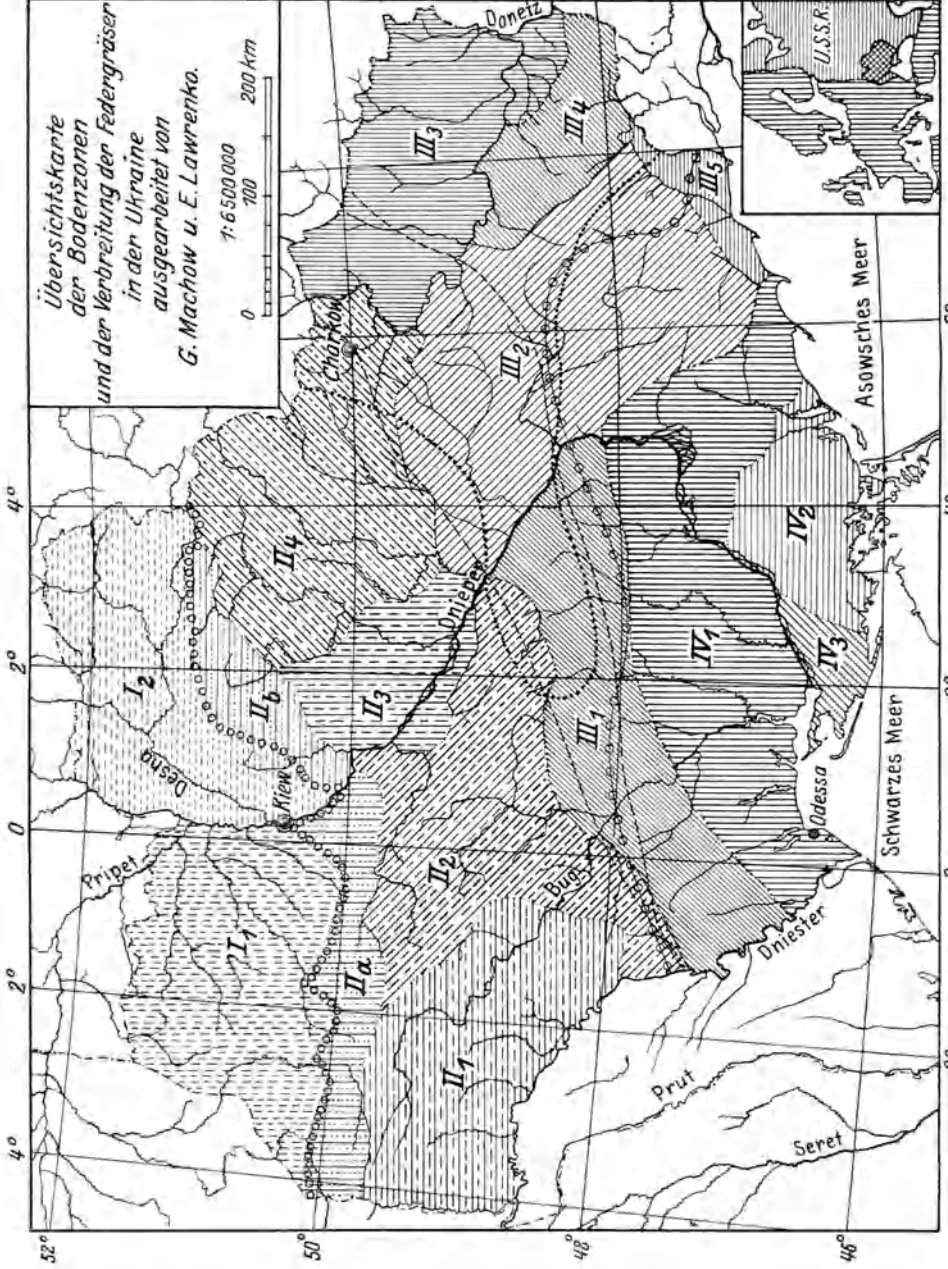 Übersichtskarte
der Bodenzonen
und der Verbreitung der Federgräser
in der Ukraine
ausgearbeitet von
G. Machow u. E. Lawrenko.
1:6500000
0 100 200 km
4° 2° 0 2° 4°
52°
50°
48°
46°
Pripet
Desna
Kiew
Charkow
Donetz
Dnieper
Bug
Dniester
Prut
Seret
Odessa
Schwarzes Meer
Asowsches Meer
U.S.S.R.
I1
I2
IIa
IIb
II1
II2
II3
II4
III1
III2
III3
III4
III5
IV1
IV2
IV3